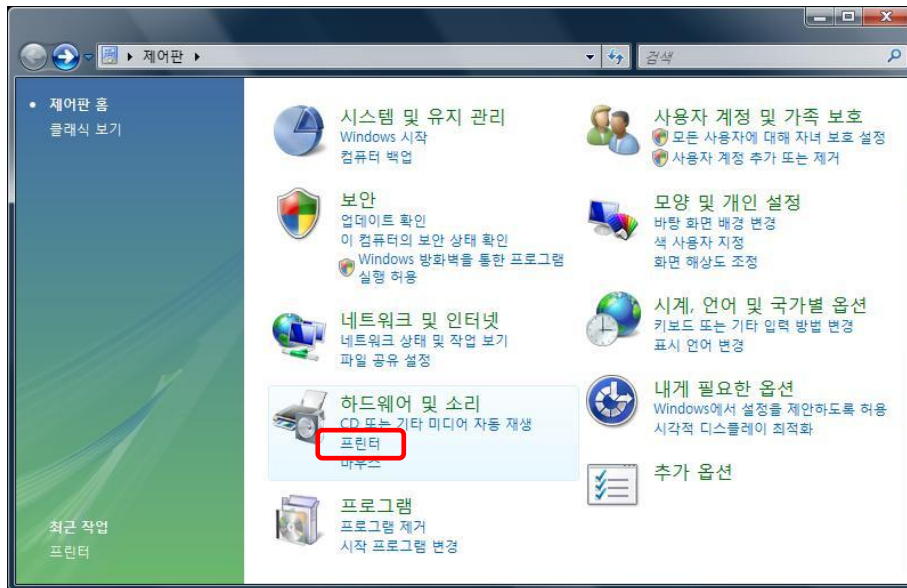 제어판
검색
제어판 홈
클래식 보기
최근 작업
프린터
시스템 및 유지 관리
Windows 시작
컴퓨터 백업
보안
업데이트 확인
이 컴퓨터의 보안 상태 확인
Windows 방화벽을 통한 프로그램
실행 허용
네트워크 및 인터넷
네트워크 상태 및 작업 보기
파일 공유 설정
하드웨어 및 소리
CD 또는 기타 미디어 자동 재생
프린터
마우스
프로그램
프로그램 제거
시작 프로그램 변경
사용자 계정 및 가족 보호
모든 사용자에 대해 자녀 보호 설정
사용자 계정 추가 또는 제거
모양 및 개인 설정
바탕 화면 배경 변경
색 사용자 지정
화면 해상도 조정
시계, 언어 및 국가별 옵션
키보드 또는 기타 입력 방법 변경
표시 언어 변경
내게 필요한 옵션
Windows에서 설정을 제안하도록 허용
시각적 디스플레이 최적화
추가 옵션